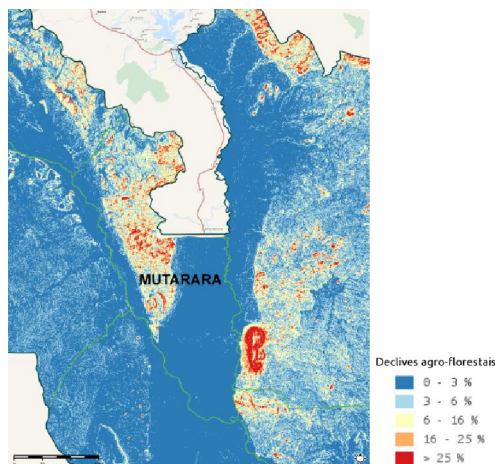 MUTARARA
Declives agro-florestais
0 - 3 %
3 - 6 %
6 - 16 %
16 - 25 %
> 25 %